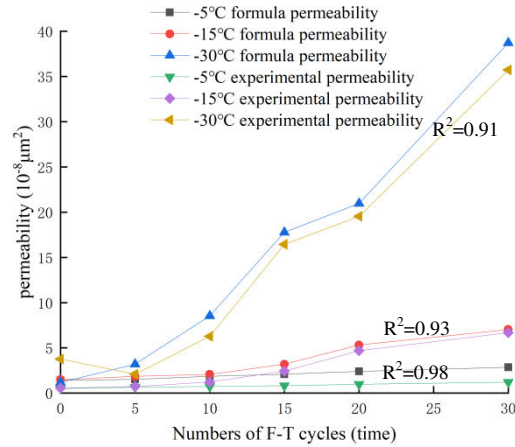 -5℃ formula permeability
-15℃ formula permeability
-30℃ formula permeability
-5℃ experimental permeability
-15℃ experimental permeability
-30℃ experimental permeability
40
35
30
25
20
15
10
5
0
permeability (10⁻⁸μm²)
R²=0.91
R²=0.93
R²=0.98
0 5 10 15 20 25 30
Numbers of F-T cycles (time)